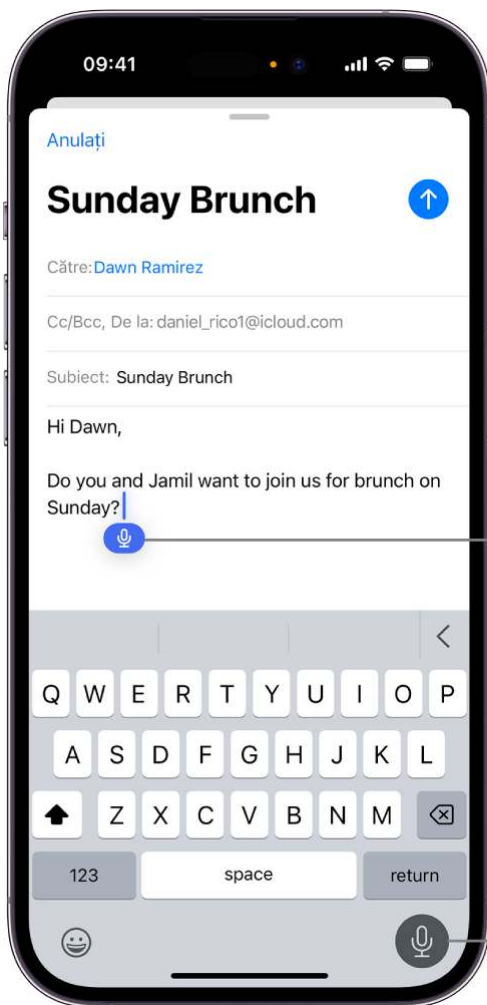 09:41
Anulați
Sunday Brunch
Către: Dawn Ramirez
Cc/Bcc, De la: daniel_rico1@icloud.com
Subiect: Sunday Brunch
Hi Dawn,
Do you and Jamil want to join us for brunch on
Sunday?
Q W E R T Y U I O P
A S D F G H J K L
Z X C V B N M
123 space return